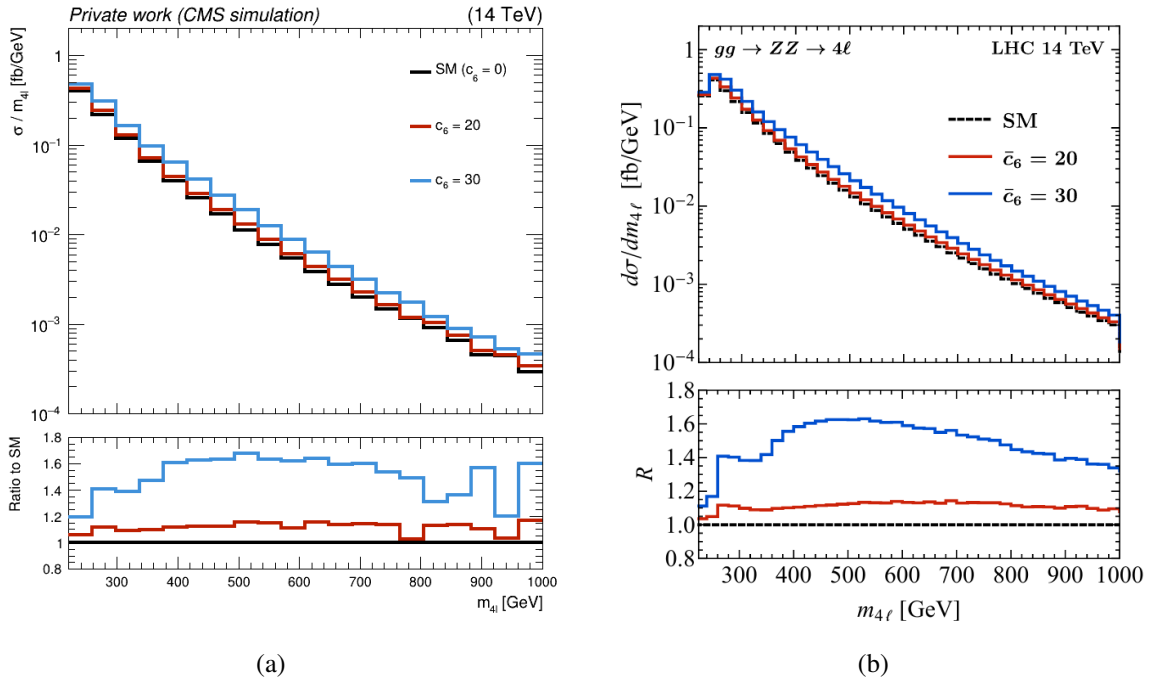 Private work (CMS simulation) (14 TeV)
σ / m4l [fb/GeV]
1
10⁻¹
10⁻²
10⁻³
10⁻⁴
SM (c6 = 0)
c6 = 20
c6 = 30
Ratio to SM
1.8
1.6
1.4
1.2
1
0.8
300 400 500 600 700 800 900 1000
m4l [GeV]
(a)
gg → ZZ → 4ℓ LHC 14 TeV
dσ/dm4ℓ [fb/GeV]
1
10⁻¹
10⁻²
10⁻³
10⁻⁴
SM
c̄6 = 20
c̄6 = 30
R
1.8
1.6
1.4
1.2
1.0
0.8
300 400 500 600 700 800 900 1000
m4ℓ [GeV]
(b)